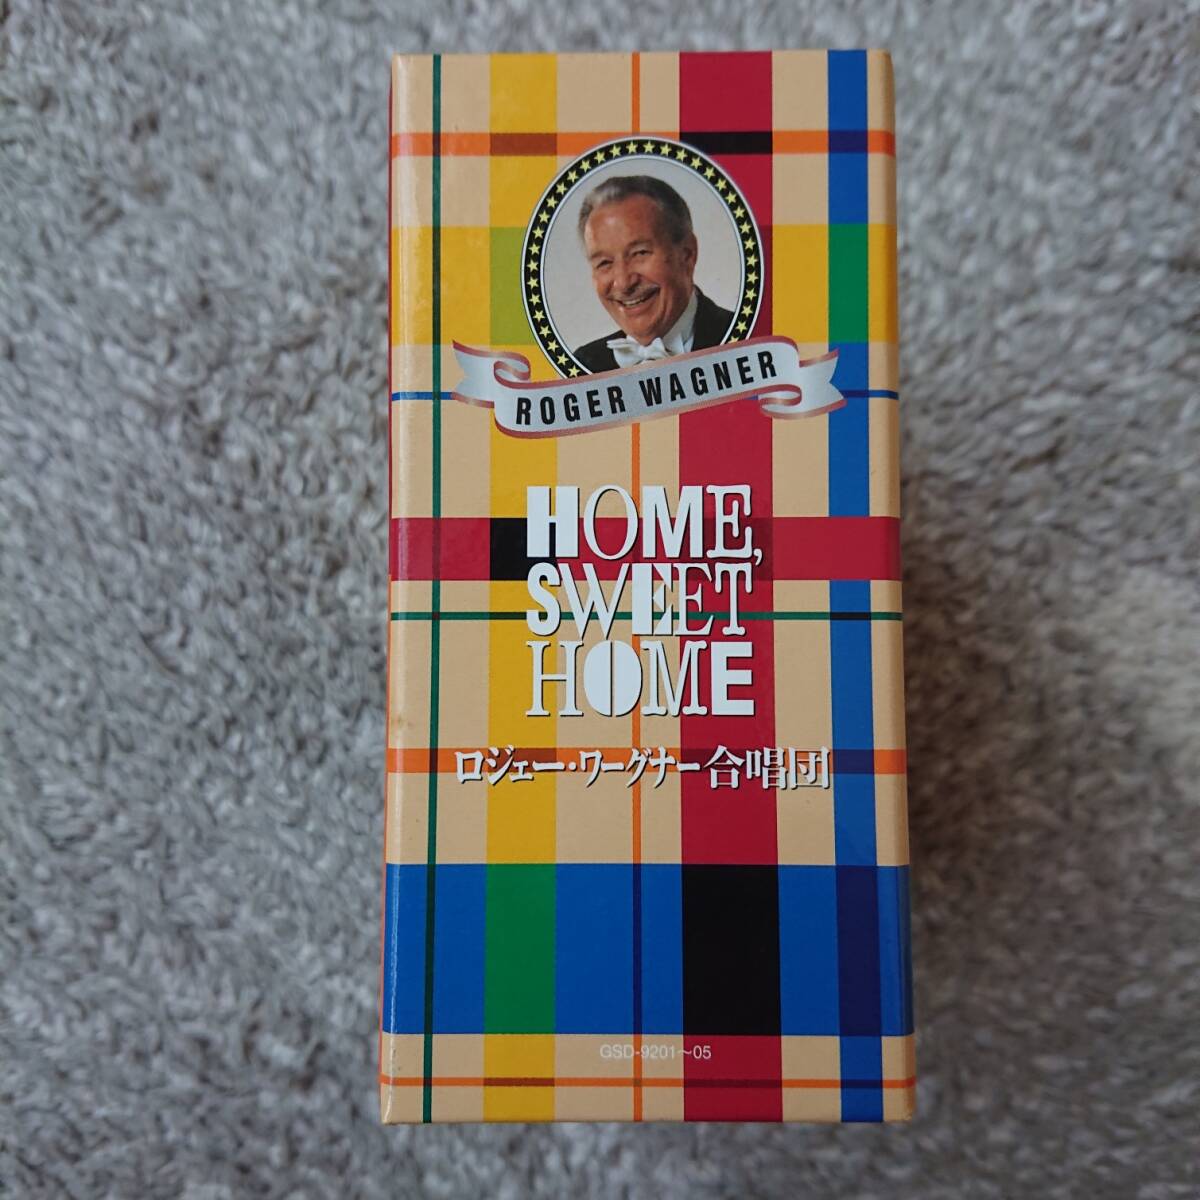 ROGER WAGNER
HOME,
SWEET
HOME
ロジェー・ワーグナー合唱団
GSD-9201～05